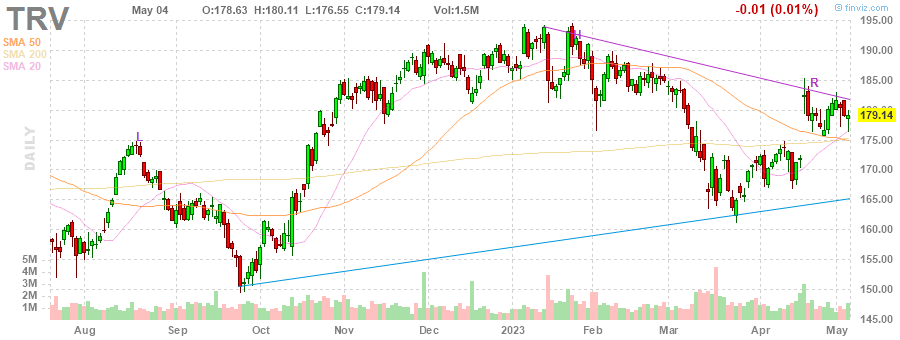 TRV May 04 O:178.63 H:180.11 L:176.55 C:179.14 Vol:1.5M -0.01 (0.01%)
© finviz.com
SMA 50
SMA 200
SMA 20
DAILY
L
R
195.00
190.00
185.00
180.00
179.14
175.00
170.00
165.00
160.00
155.00
150.00
145.00
5M
4M
3M
2M
1M
Aug Sep Oct Nov Dec 2023 Feb Mar Apr May